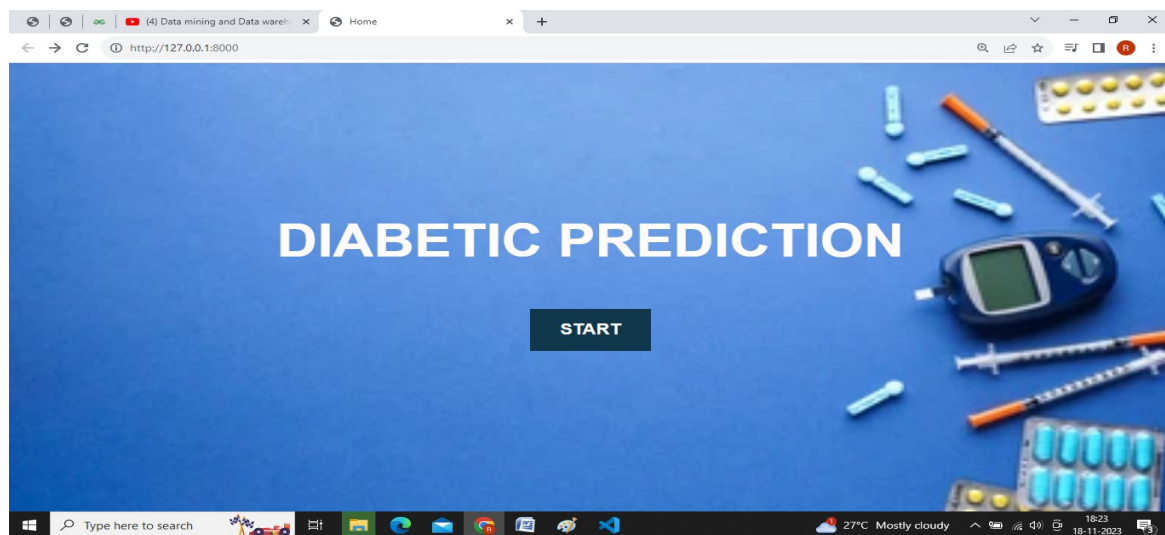 (4) Data mining and Data wareh
Home
http://127.0.0.1:8000
R
DIABETIC PREDICTION
START
Type here to search
27°C Mostly cloudy
18:23
18-11-2023
3